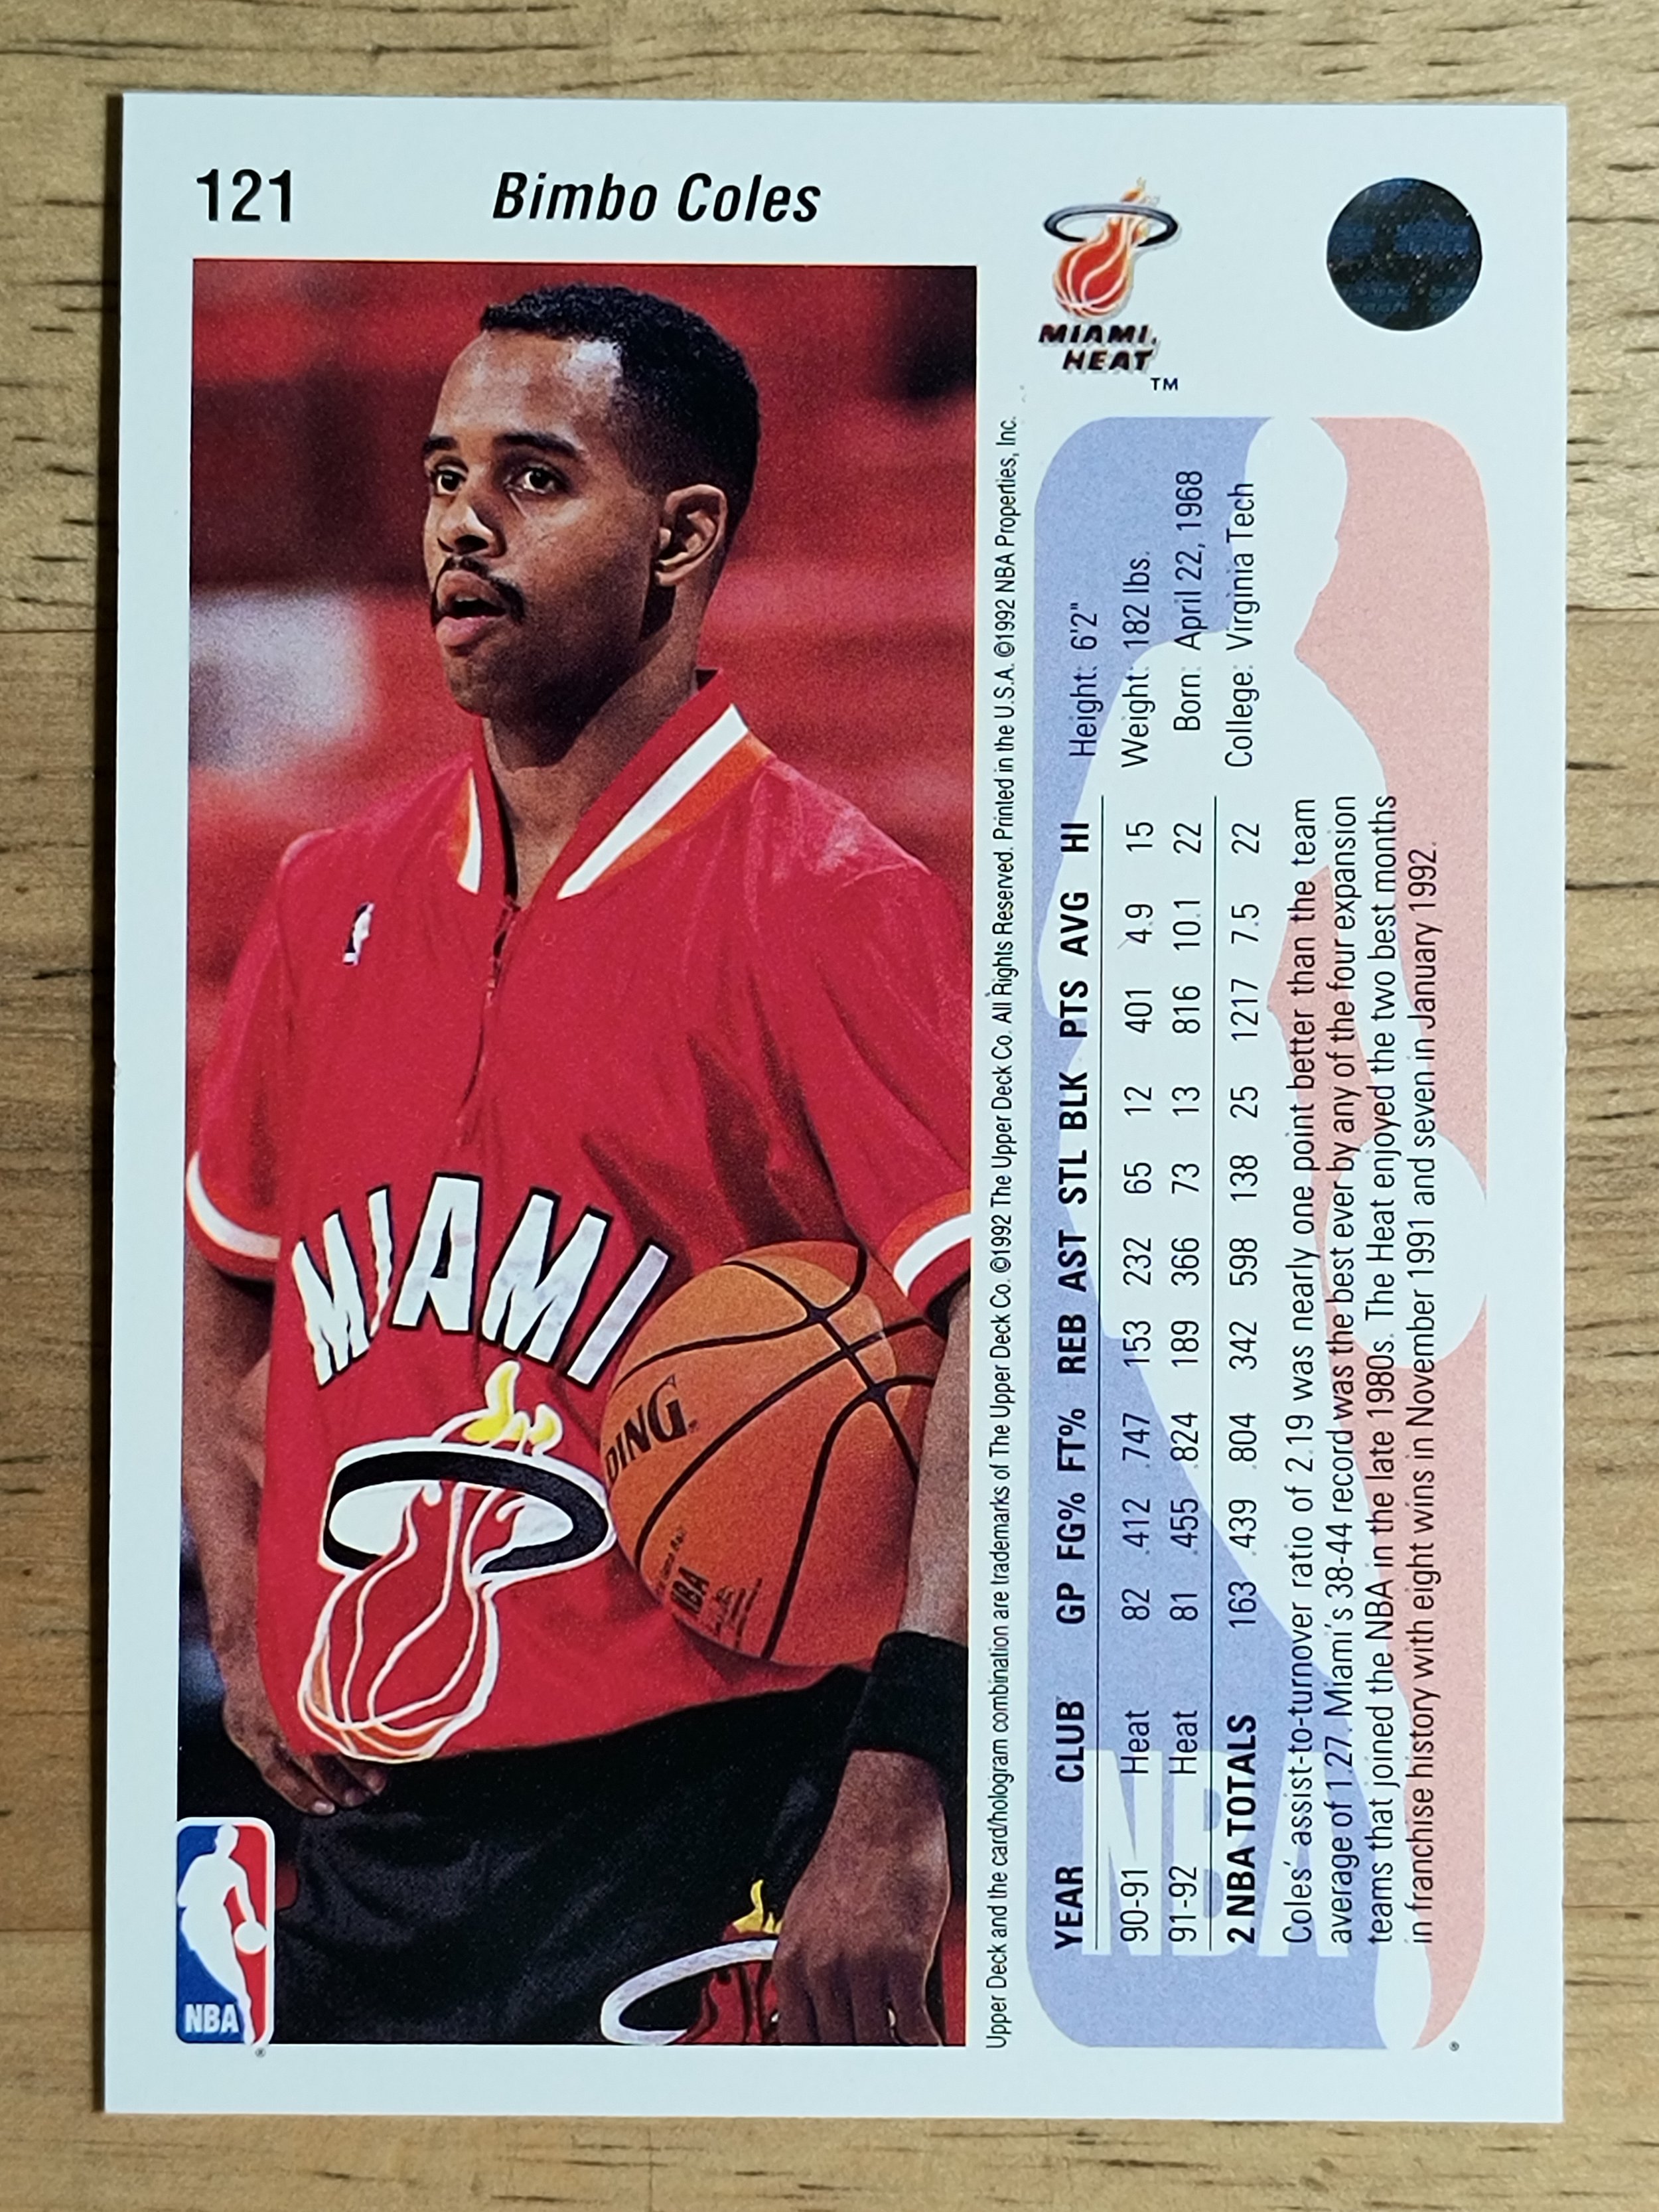 121
Bimbo Coles
MIAMI
HEAT
TM
MIAMI
DING
NBA
NBA
Upper Deck and the card/hologram combination are trademarks of The Upper Deck Co. ©1992 The Upper Deck Co. All Rights Reserved. Printed in the U.S.A. ©1992 NBA Properties, Inc.
Height: 6'2"
Weight: 182 lbs.
Born: April 22, 1968
College: Virginia Tech
YEAR CLUB GP FG% FT% REB AST STL BLK PTS AVG HI
90-91 Heat 82 .412 .747 153 232 65 12 401 4.9 15
91-92 Heat 81 .455 .824 189 366 73 13 816 10.1 22
2 NBA TOTALS 163 .439 .804 342 598 138 25 1217 7.5 22
Coles' assist-to-turnover ratio of 2.19 was nearly one point better than the team
average of 1.27. Miami's 38-44 record was the best ever by any of the four expansion
teams that joined the NBA in the late 1980s. The Heat enjoyed the two best months
in franchise history with eight wins in November 1991 and seven in January 1992.
NBA